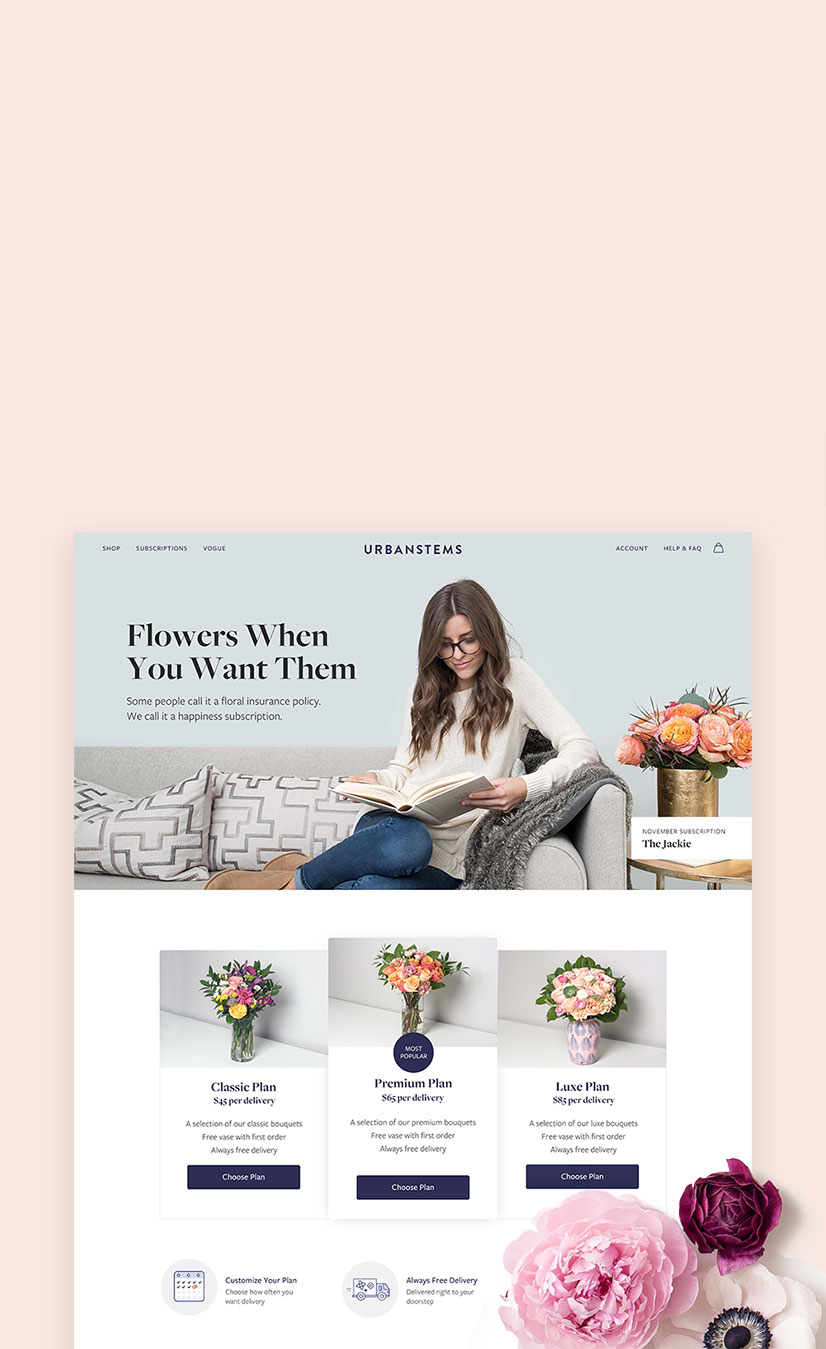 SHOP SUBSCRIPTIONS VOGUE URBANSTEMS ACCOUNT HELP & FAQ
Flowers When
You Want Them
Some people call it a floral insurance policy.
We call it a happiness subscription.
NOVEMBER SUBSCRIPTION
The Jackie
Classic Plan
$45 per delivery
A selection of our classic bouquets
Free vase with first order
Always free delivery
Choose Plan
MOST
POPULAR
Premium Plan
$65 per delivery
A selection of our premium bouquets
Free vase with first order
Always free delivery
Choose Plan
Luxe Plan
$85 per delivery
A selection of our luxe bouquets
Free vase with first order
Always free delivery
Choose Plan
Customize Your Plan
Choose how often you
want delivery
Always Free Delivery
Delivered right to your
doorstep